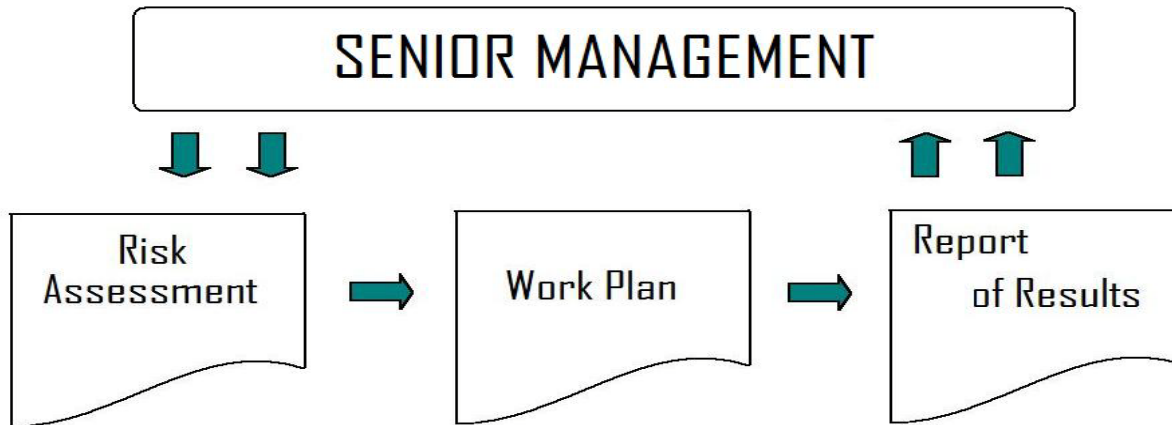 SENIOR MANAGEMENT
Risk
Assessment
Work Plan
Report
of Results